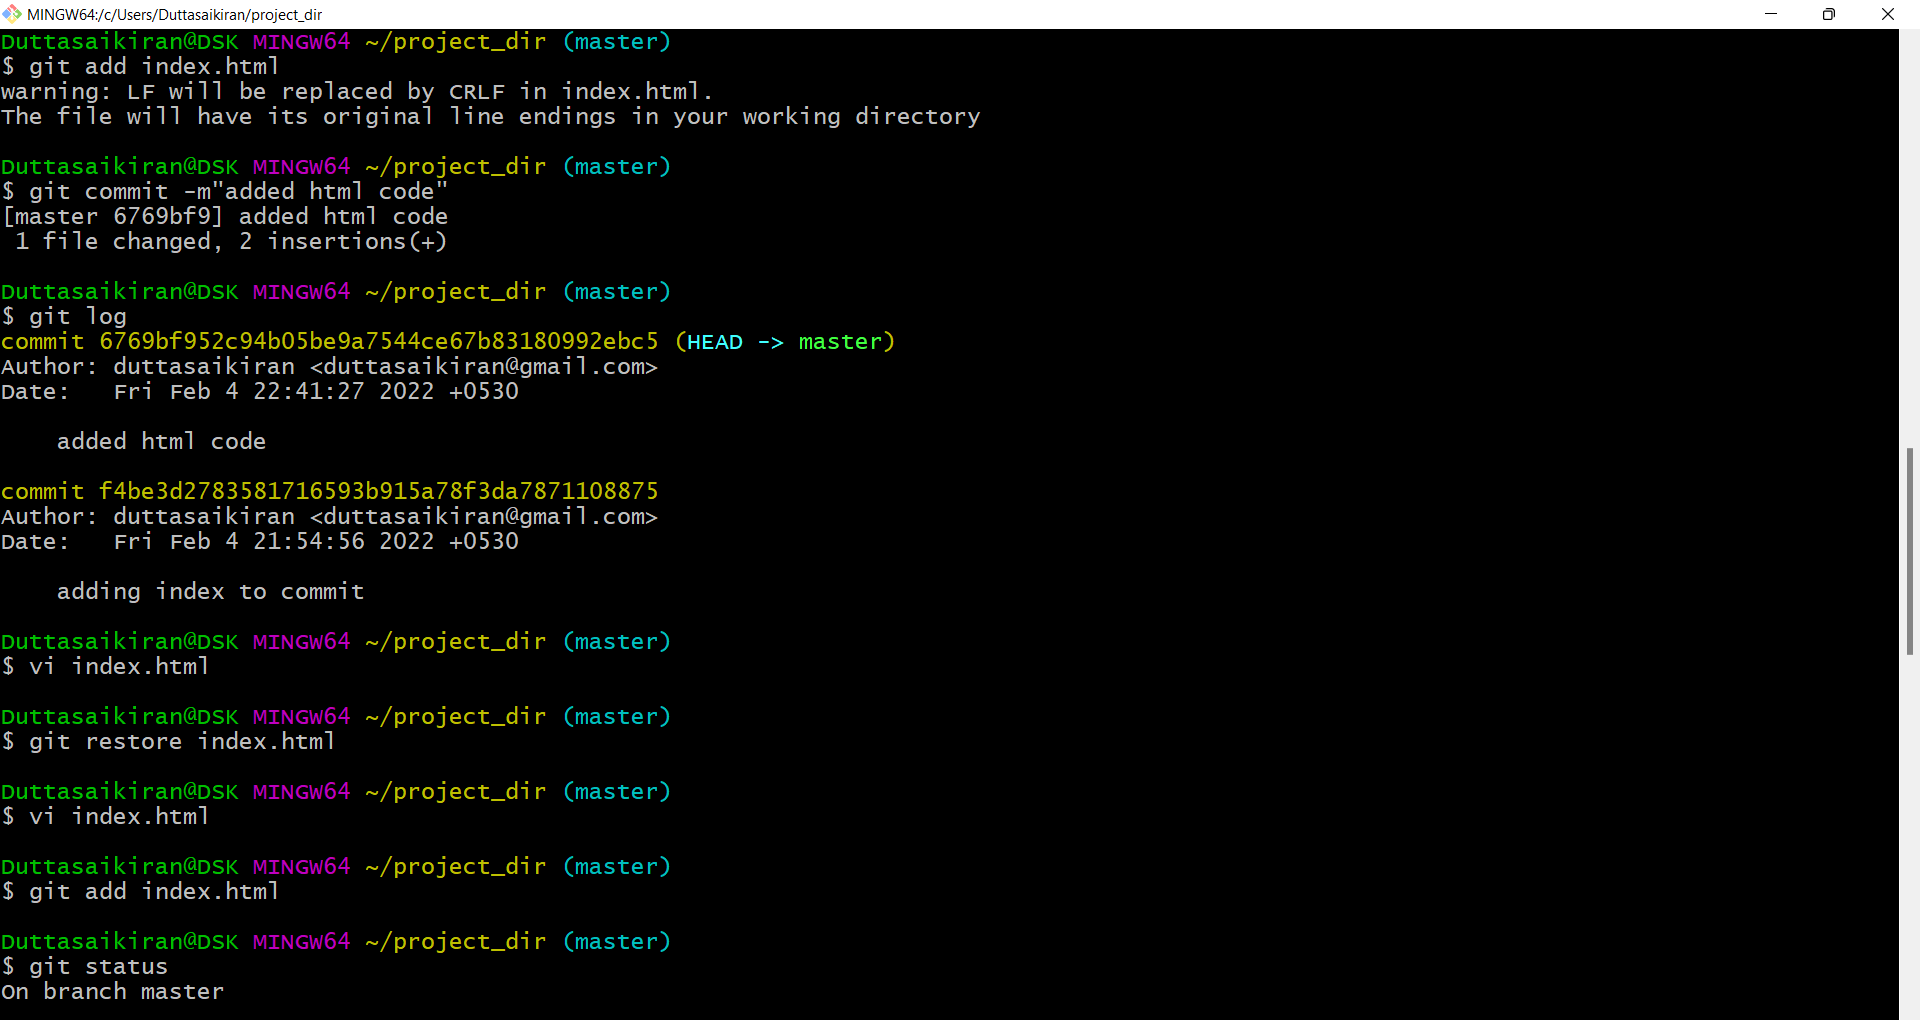 MINGW64:/c/Users/Duttasaikiran/project_dir
Duttasaikiran@DSK MINGW64 ~/project_dir (master)
$ git add index.html
warning: LF will be replaced by CRLF in index.html.
The file will have its original line endings in your working directory
Duttasaikiran@DSK MINGW64 ~/project_dir (master)
$ git commit -m"added html code"
[master 6769bf9] added html code
1 file changed, 2 insertions(+)
Duttasaikiran@DSK MINGW64 ~/project_dir (master)
$ git log
commit 6769bf952c94b05be9a7544ce67b83180992ebc5 (HEAD -> master)
Author: duttasaikiran <duttasaikiran@gmail.com>
Date:   Fri Feb 4 22:41:27 2022 +0530
added html code
commit f4be3d2783581716593b915a78f3da7871108875
Author: duttasaikiran <duttasaikiran@gmail.com>
Date:   Fri Feb 4 21:54:56 2022 +0530
adding index to commit
Duttasaikiran@DSK MINGW64 ~/project_dir (master)
$ vi index.html
Duttasaikiran@DSK MINGW64 ~/project_dir (master)
$ git restore index.html
Duttasaikiran@DSK MINGW64 ~/project_dir (master)
$ vi index.html
Duttasaikiran@DSK MINGW64 ~/project_dir (master)
$ git add index.html
Duttasaikiran@DSK MINGW64 ~/project_dir (master)
$ git status
On branch master